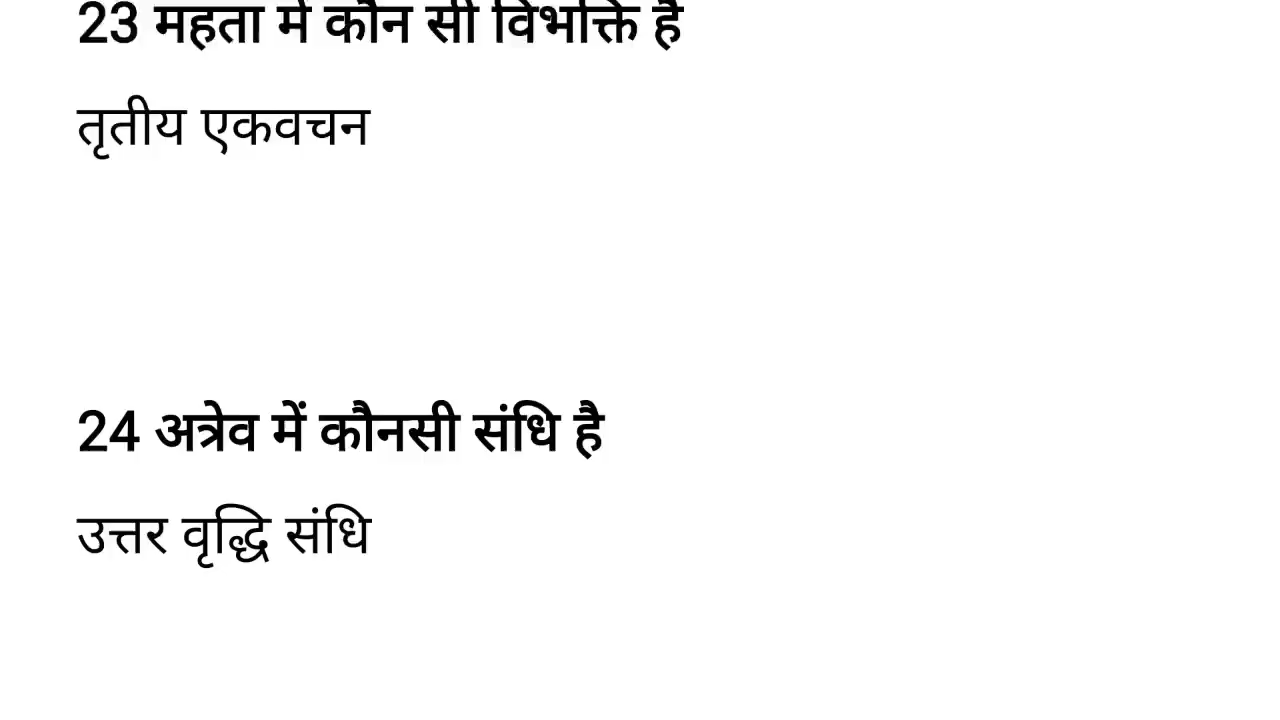 23 महता में कौन सी विभक्ति है
तृतीय एकवचन
24 अत्रेव में कौनसी संधि है
उत्तर वृद्धि संधि